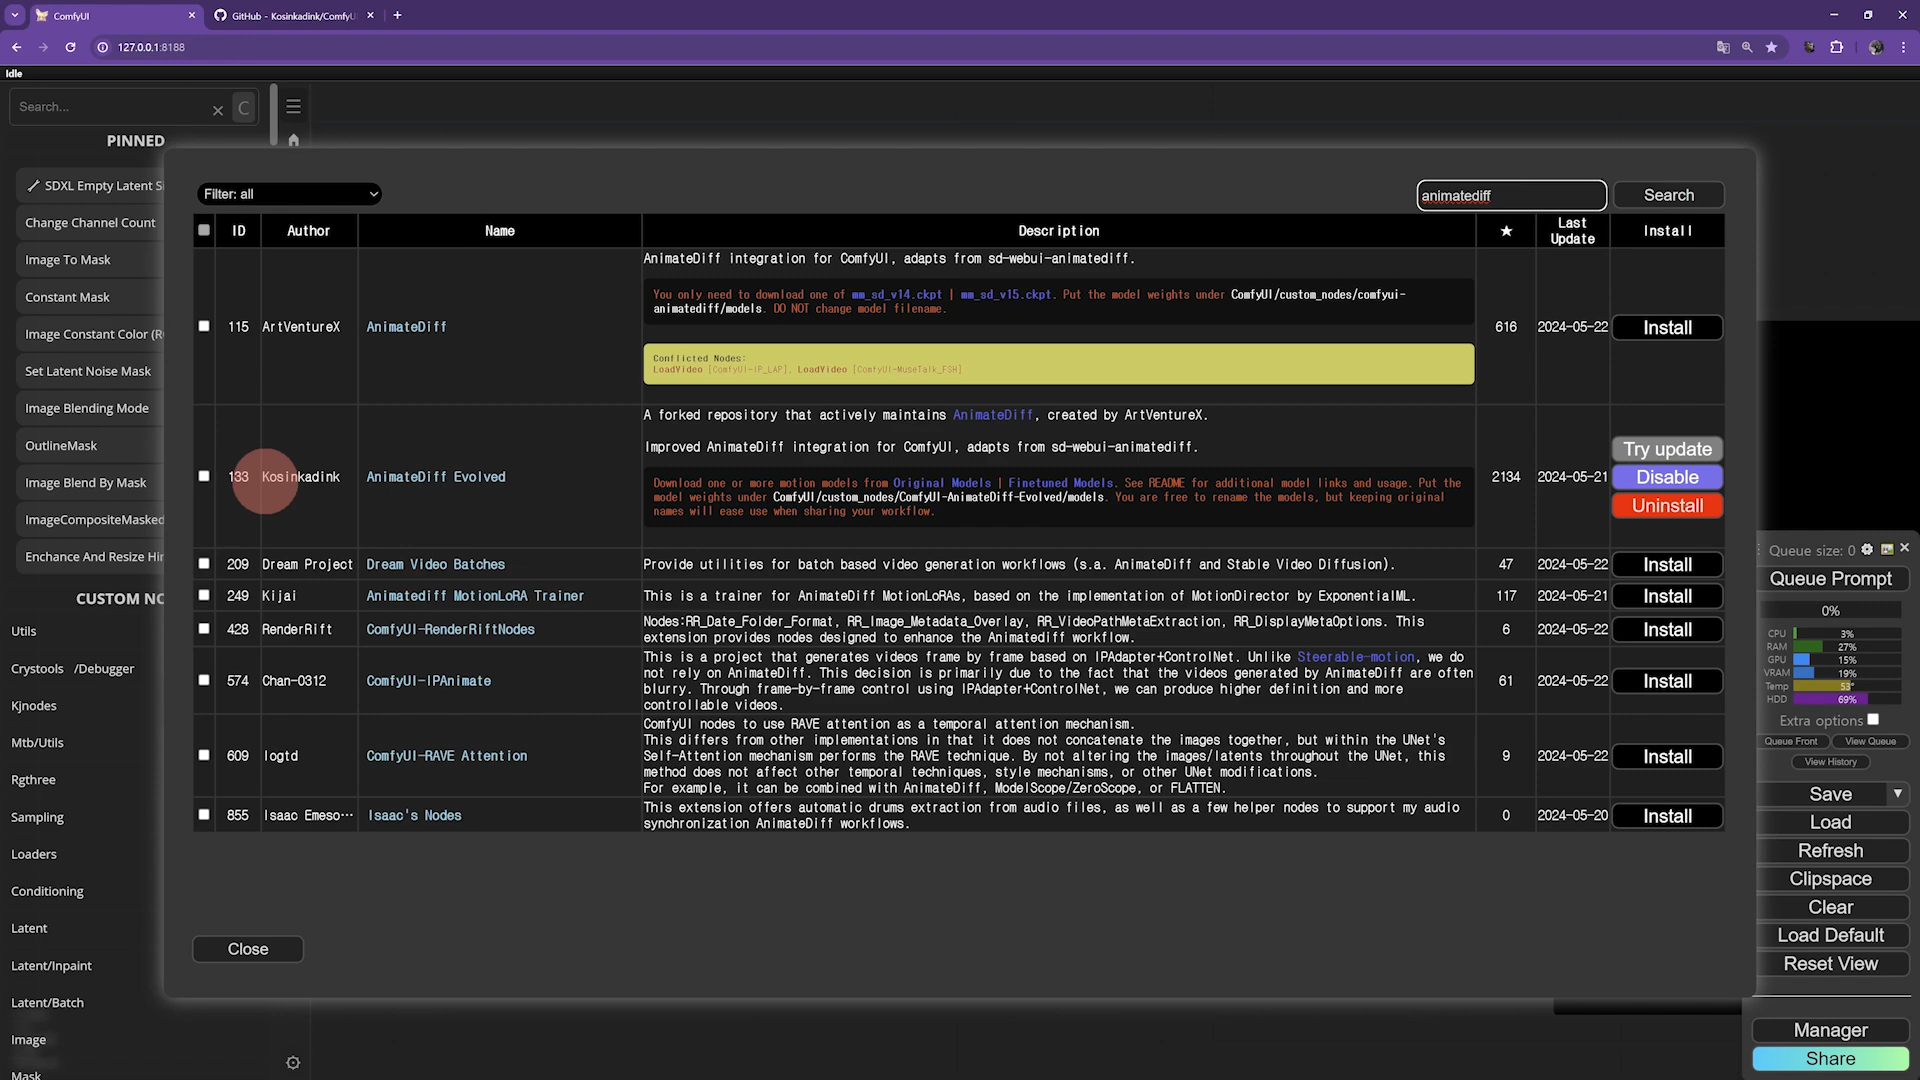 ComfyUI
GitHub - Kosinkadink/ComfyUI
127.0.0.1:8188
Idle
Search...
C
PINNED
SDXL Empty Latent Si
Change Channel Count
Image To Mask
Constant Mask
Image Constant Color (R
Set Latent Noise Mask
Image Blending Mode
OutlineMask
Image Blend By Mask
ImageCompositeMasked
Enchance And Resize Hin
CUSTOM NO
Utils
Crystools /Debugger
Kjnodes
Mtb/Utils
Rgthree
Sampling
Loaders
Conditioning
Latent
Latent/Inpaint
Latent/Batch
Image
Mask
Filter: all
animatediff
Search
ID Author Name Description ★ Last Update Install
AnimateDiff integration for ComfyUI, adapts from sd-webui-animatediff.
You only need to download one of mm_sd_v14.ckpt | mm_sd_v15.ckpt. Put the model weights under ComfyUI/custom_nodes/comfyui-
animatediff/models. DO NOT change model filename.
115 ArtVentureX AnimateDiff 616 2024-05-22 Install
Conflicted Nodes:
LoadVideo [ComfyUI-IP_LAP], LoadVideo [ComfyUI-MuseTalk_FSH]
A forked repository that actively maintains AnimateDiff, created by ArtVentureX.
Improved AnimateDiff integration for ComfyUI, adapts from sd-webui-animatediff.
133 Kosinkadink AnimateDiff Evolved 2134 2024-05-21
Try update
Disable
Uninstall
Download one or more motion models from Original Models | Finetuned Models. See README for additional model links and usage. Put the
model weights under ComfyUI/custom_nodes/ComfyUI-AnimateDiff-Evolved/models. You are free to rename the models, but keeping original
names will ease use when sharing your workflow.
209 Dream Project Dream Video Batches Provide utilities for batch based video generation workflows (s.a. AnimateDiff and Stable Video Diffusion). 47 2024-05-22 Install
249 Kijai Animatediff MotionLoRA Trainer This is a trainer for AnimateDiff MotionLoRAs, based on the implementation of MotionDirector by ExponentialML. 117 2024-05-21 Install
428 RenderRift ComfyUI-RenderRiftNodes Nodes:RR_Date_Folder_Format, RR_Image_Metadata_Overlay, RR_VideoPathMetaExtraction, RR_DisplayMetaOptions. This
extension provides nodes designed to enhance the Animatediff workflow. 6 2024-05-22 Install
574 Chan-0312 ComfyUI-IPAnimate This is a project that generates videos frame by frame based on IPAdapter+ControlNet. Unlike Steerable-motion, we do
not rely on AnimateDiff. This decision is primarily due to the fact that the videos generated by AnimateDiff are often
blurry. Through frame-by-frame control using IPAdapter+ControlNet, we can produce higher definition and more
controllable videos. 61 2024-05-22 Install
609 logtd ComfyUI-RAVE Attention ComfyUI nodes to use RAVE attention as a temporal attention mechanism.
This differs from other implementations in that it does not concatenate the images together, but within the UNet's
Self-Attention mechanism performs the RAVE technique. By not altering the images/latents throughout the UNet, this
method does not affect other temporal techniques, style mechanisms, or other UNet modifications.
For example, it can be combined with AnimateDiff, ModelScope/ZeroScope, or FLATTEN. 9 2024-05-22 Install
855 Isaac Emeso··· Isaac's Nodes This extension offers automatic drums extraction from audio files, as well as a few helper nodes to support my audio
synchronization AnimateDiff workflows. 0 2024-05-20 Install
Close
Queue size: 0
Queue Prompt
0%
CPU 3%
RAM 27%
GPU 15%
VRAM 19%
Temp 53°
HDD 69%
Extra options
Queue Front View Queue
View History
Save ▼
Load
Refresh
Clipspace
Clear
Load Default
Reset View
Manager
Share